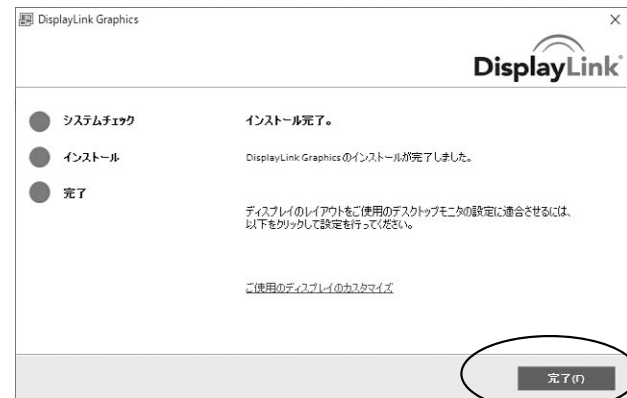 DisplayLink Graphics
DisplayLink
システムチェック
インストール完了。
インストール
DisplayLink Graphicsのインストールが完了しました。
完了
ディスプレイのレイアウトをご使用のデスクトップモニタの設定に適合させるには、
以下をクリックして設定を行ってください。
ご使用のディスプレイのカスタマイズ
完了(F)